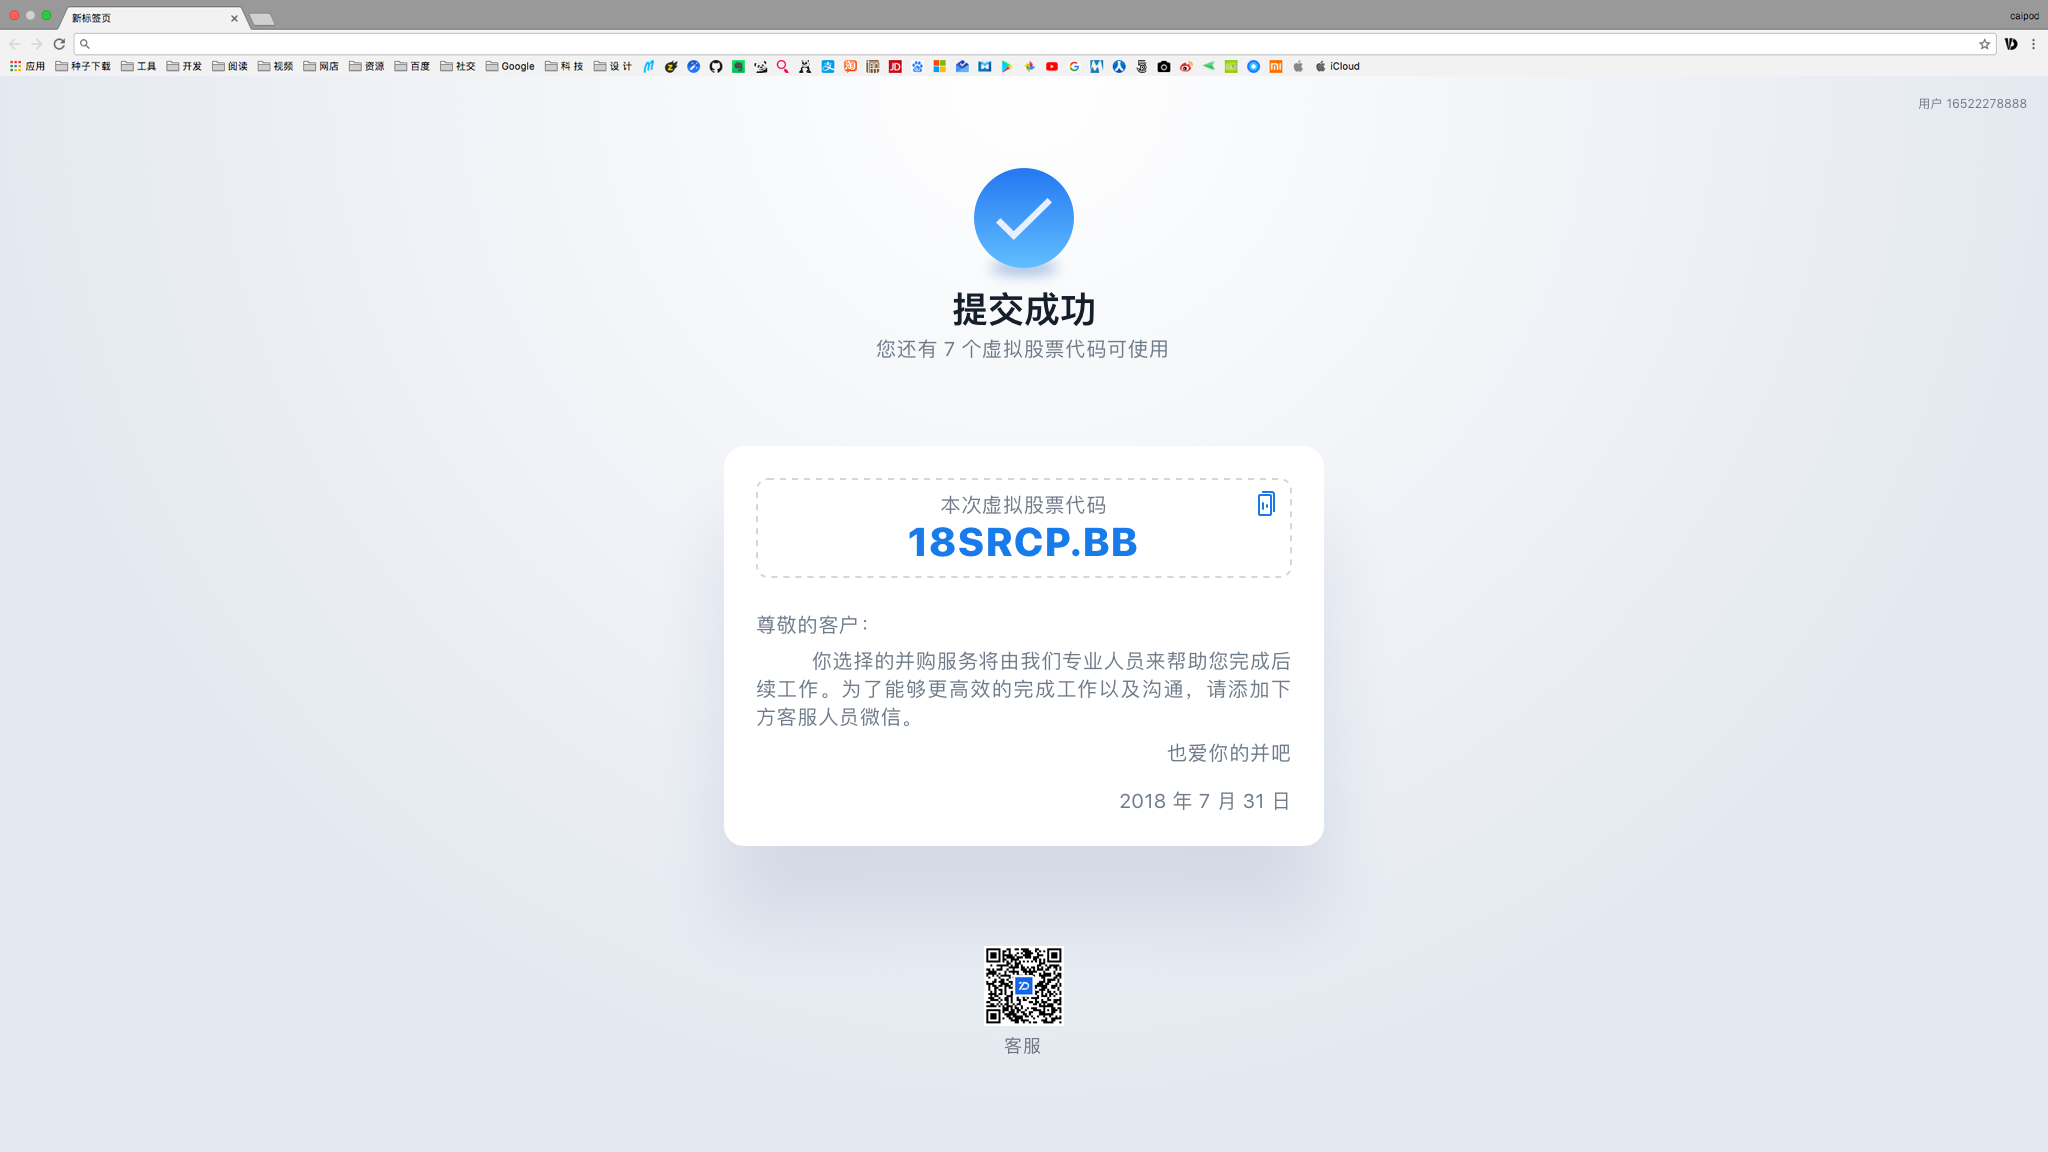 新标签页
caipod
应用 种子下载 工具 开发 阅读 视频 网店 资源 百度 社交 Google 科 技 设 计 iCloud
用户 16522278888
提交成功
您还有 7 个虚拟股票代码可使用
本次虚拟股票代码
18SRCP.BB
尊敬的客户：
你选择的并购服务将由我们专业人员来帮助您完成后
续工作。为了能够更高效的完成工作以及沟通，请添加下
方客服人员微信。
也爱你的并吧
2018 年 7 月 31 日
客服